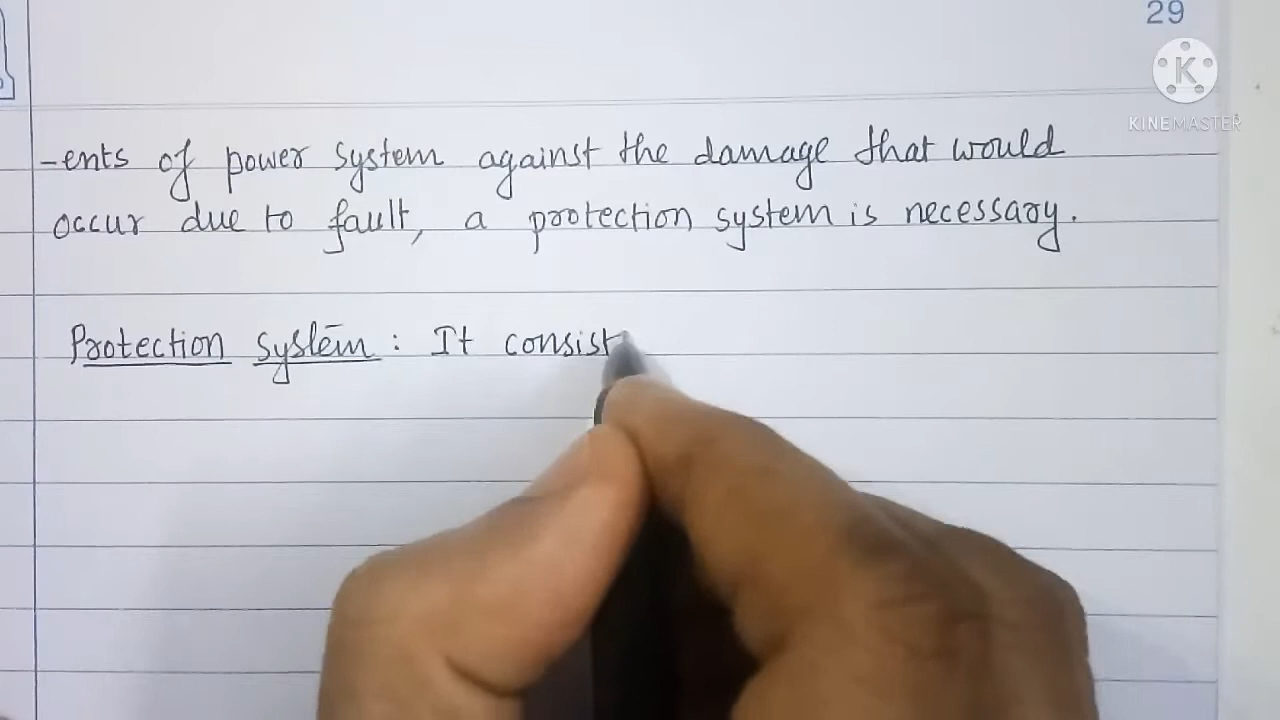 29
K
KINEMASTER
-ents of power system against the damage that would
occur due to fault, a protection system is necessary.
Protection system : It consist